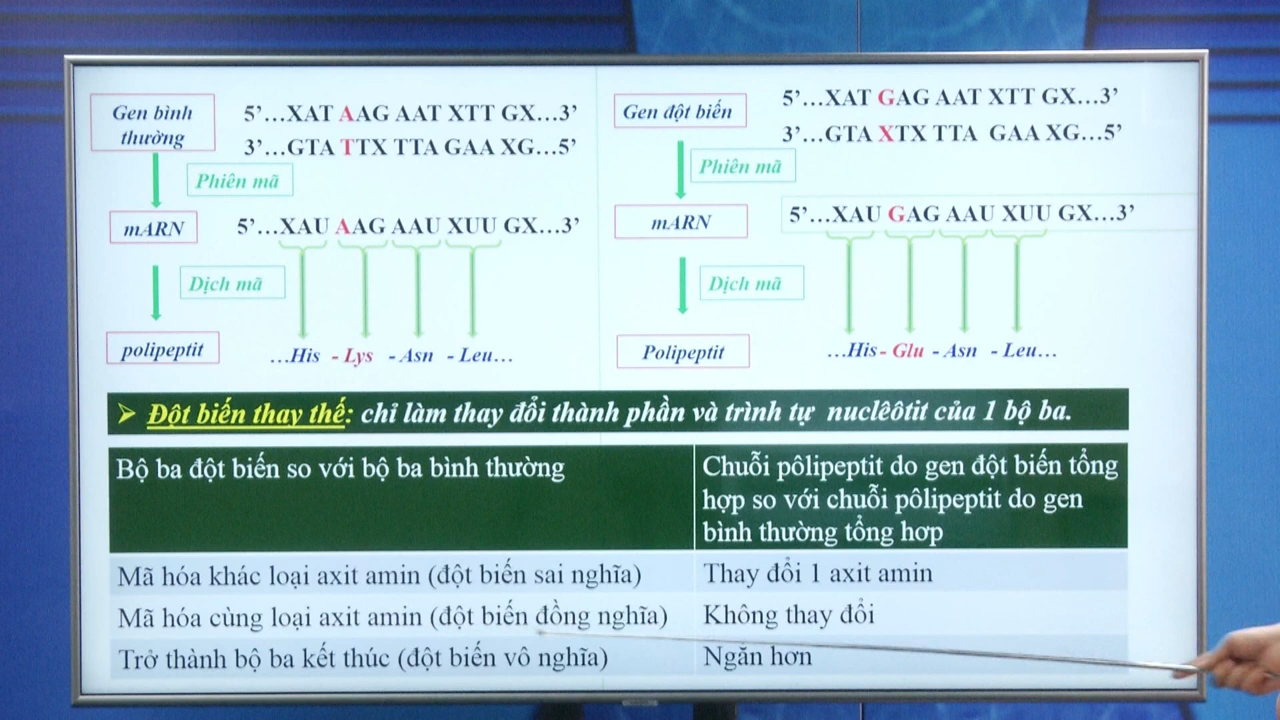 Gen bình
thường
5’…XAT AAG AAT XTT GX…3’
3’…GTA TTX TTA GAA XG…5’
Phiên mã
mARN
5’…XAU AAG AAU XUU GX…3’
Dịch mã
polipeptit
…His - Lys - Asn - Leu…
Gen đột biến
5’…XAT GAG AAT XTT GX…3’
3’…GTA XTX TTA GAA XG…5’
Phiên mã
mARN
5’…XAU GAG AAU XUU GX…3’
Dịch mã
Polipeptit
…His- Glu - Asn - Leu…
➢ Đột biến thay thế: chỉ làm thay đổi thành phần và trình tự nuclêôtit của 1 bộ ba.
Bộ ba đột biến so với bộ ba bình thường
Chuỗi pôlipeptit do gen đột biến tổng
hợp so với chuỗi pôlipeptit do gen
bình thường tổng hơp
Mã hóa khác loại axit amin (đột biến sai nghĩa)
Thay đổi 1 axit amin
Mã hóa cùng loại axit amin (đột biến đồng nghĩa)
Không thay đổi
Trở thành bộ ba kết thúc (đột biến vô nghĩa)
Ngăn hơn